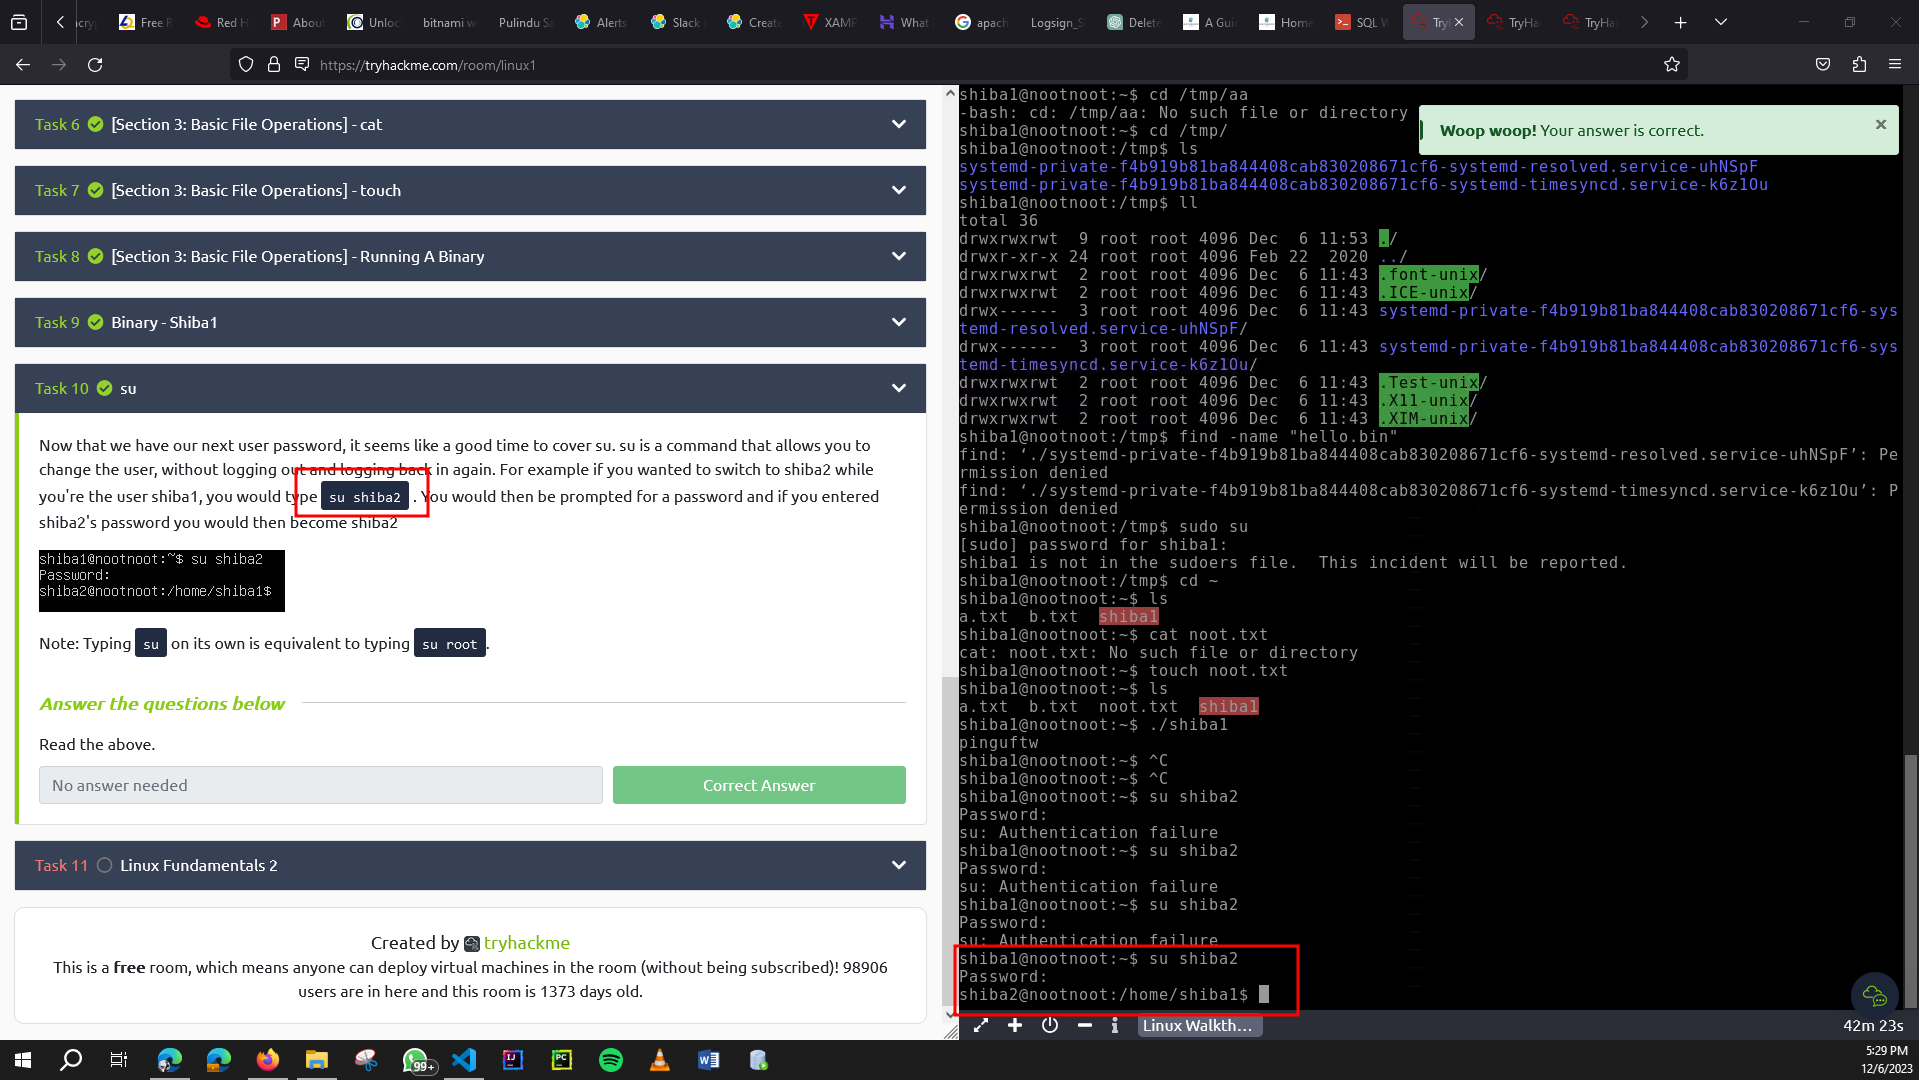 Free R
Red H
About
Unloc
bitnami w
Pulindu Sa
Alerts
Slack
Create
XAMP
What
apach
Logsign_S
Delete
A Gui
Home
SQL W
TryH
TryHa
TryHa
https://tryhackme.com/room/linux1
Task 6 [Section 3: Basic File Operations] - cat
Task 7 [Section 3: Basic File Operations] - touch
Task 8 [Section 3: Basic File Operations] - Running A Binary
Task 9 Binary - Shiba1
Task 10 su
Now that we have our next user password, it seems like a good time to cover su. su is a command that allows you to
change the user, without logging out and logging back in again. For example if you wanted to switch to shiba2 while
you're the user shiba1, you would type su shiba2 . You would then be prompted for a password and if you entered
shiba2's password you would then become shiba2
shiba1@nootnoot:~$ su shiba2
Password:
shiba2@nootnoot:/home/shiba1$
Note: Typing su on its own is equivalent to typing su root.
Answer the questions below
Read the above.
No answer needed
Correct Answer
Task 11 Linux Fundamentals 2
Created by tryhackme
This is a free room, which means anyone can deploy virtual machines in the room (without being subscribed)! 98906
users are in here and this room is 1373 days old.
shiba1@nootnoot:~$ cd /tmp/aa
-bash: cd: /tmp/aa: No such file or directory
shiba1@nootnoot:~$ cd /tmp/
shiba1@nootnoot:/tmp$ ls
systemd-private-f4b919b81ba844408cab830208671cf6-systemd-resolved.service-uhNSpF
systemd-private-f4b919b81ba844408cab830208671cf6-systemd-timesyncd.service-k6z1Ou
shiba1@nootnoot:/tmp$ ll
total 36
drwxrwxrwt  9 root root 4096 Dec  6 11:53 ./
drwxr-xr-x 24 root root 4096 Feb 22  2020 ../
drwxrwxrwt  2 root root 4096 Dec  6 11:43 .font-unix/
drwxrwxrwt  2 root root 4096 Dec  6 11:43 .ICE-unix/
drwx------  3 root root 4096 Dec  6 11:43 systemd-private-f4b919b81ba844408cab830208671cf6-sys
temd-resolved.service-uhNSpF/
drwx------  3 root root 4096 Dec  6 11:43 systemd-private-f4b919b81ba844408cab830208671cf6-sys
temd-timesyncd.service-k6z1Ou/
drwxrwxrwt  2 root root 4096 Dec  6 11:43 .Test-unix/
drwxrwxrwt  2 root root 4096 Dec  6 11:43 .X11-unix/
drwxrwxrwt  2 root root 4096 Dec  6 11:43 .XIM-unix/
shiba1@nootnoot:/tmp$ find -name "hello.bin"
find: ‘./systemd-private-f4b919b81ba844408cab830208671cf6-systemd-resolved.service-uhNSpF’: Pe
rmission denied
find: ‘./systemd-private-f4b919b81ba844408cab830208671cf6-systemd-timesyncd.service-k6z1Ou’: P
ermission denied
shiba1@nootnoot:/tmp$ sudo su
[sudo] password for shiba1:
shiba1 is not in the sudoers file.  This incident will be reported.
shiba1@nootnoot:/tmp$ cd ~
shiba1@nootnoot:~$ ls
a.txt  b.txt  shiba1
shiba1@nootnoot:~$ cat noot.txt
cat: noot.txt: No such file or directory
shiba1@nootnoot:~$ touch noot.txt
shiba1@nootnoot:~$ ls
a.txt  b.txt  noot.txt  shiba1
shiba1@nootnoot:~$ ./shiba1
pinguftw
shiba1@nootnoot:~$ ^C
shiba1@nootnoot:~$ ^C
shiba1@nootnoot:~$ su shiba2
Password:
su: Authentication failure
shiba1@nootnoot:~$ su shiba2
Password:
su: Authentication failure
shiba1@nootnoot:~$ su shiba2
Password:
su: Authentication failure
shiba1@nootnoot:~$ su shiba2
Password:
shiba2@nootnoot:/home/shiba1$
Woop woop! Your answer is correct.
Linux Walkth...
42m 23s
99+
5:29 PM
12/6/2023